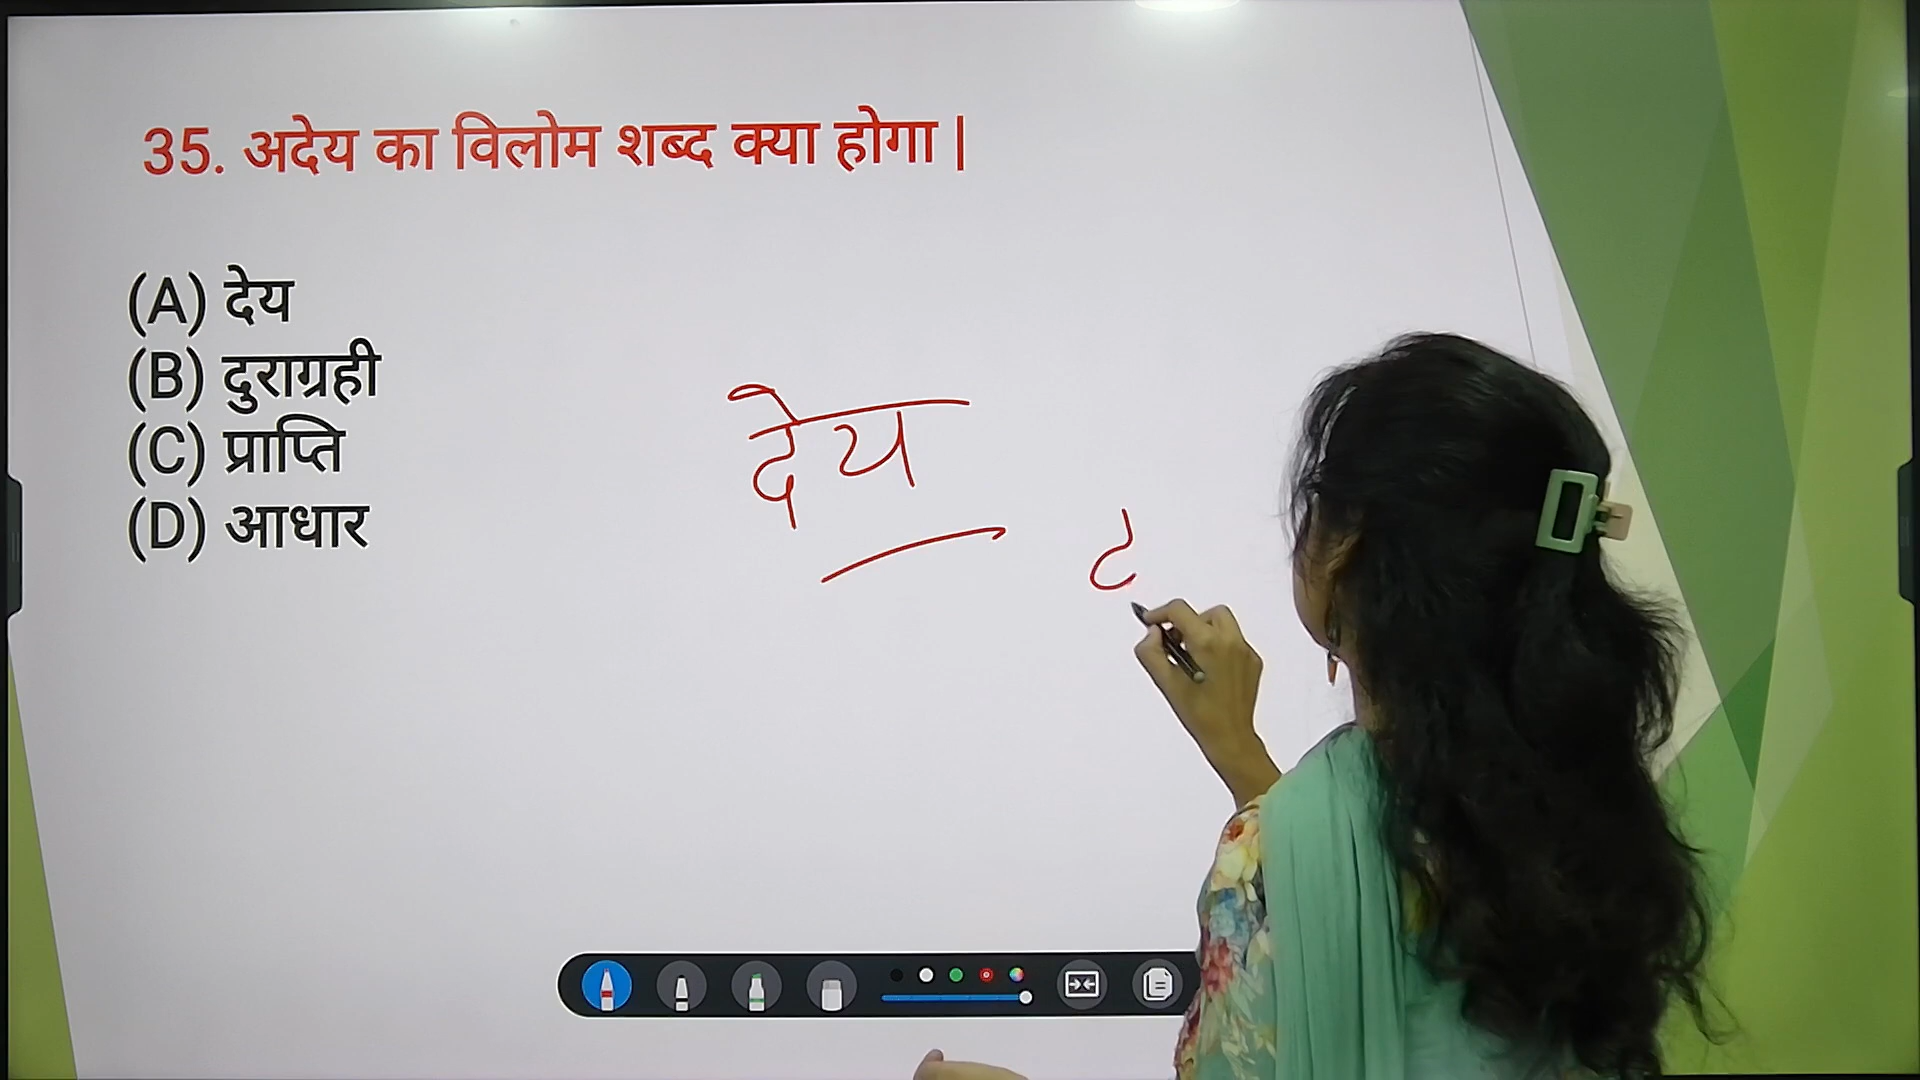 35. अदेय का विलोम शब्द क्या होगा |
(A) देय
(B) दुराग्रही
(C) प्राप्ति
(D) आधार
देय